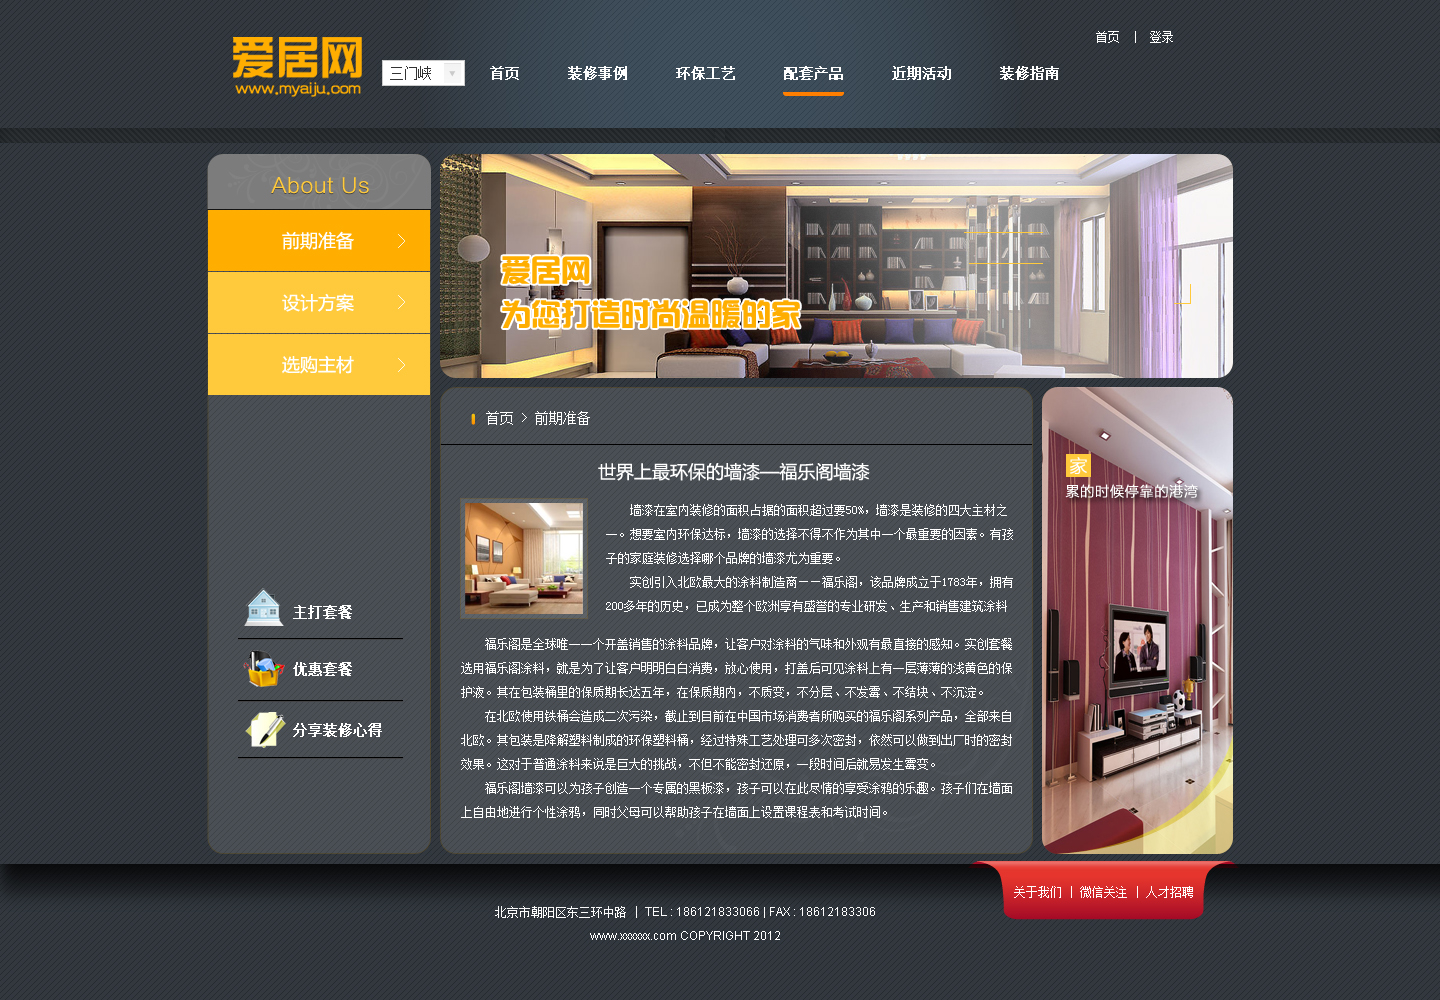 首页 | 登录
爱居网
www.myaiju.com
三门峡
首页 装修事例 环保工艺 配套产品 近期活动 装修指南
About Us
前期准备
设计方案
选购主材
主打套餐
优惠套餐
分享装修心得
爱居网
为您打造时尚温暖的家
首页 > 前期准备
世界上最环保的墙漆—福乐阁墙漆
墙漆在室内装修的面积占据的面积超过要50%，墙漆是装修的四大主材之
一。想要室内环保达标，墙漆的选择不得不作为其中一个最重要的因素。有孩
子的家庭装修选择哪个品牌的墙漆尤为重要。
实创引入北欧最大的涂料制造商－－福乐阁，该品牌成立于1783年，拥有
200多年的历史，已成为整个欧洲享有盛誉的专业研发、生产和销售建筑涂料
福乐阁是全球唯一一个开盖销售的涂料品牌，让客户对涂料的气味和外观有最直接的感知。实创套餐
选用福乐阁涂料，就是为了让客户明明白白消费，放心使用，打盖后可见涂料上有一层薄薄的浅黄色的保
护液。其在包装桶里的保质期长达五年，在保质期内，不质变，不分层、不发霉、不结块、不沉淀。
在北欧使用铁桶会造成二次污染，截止到目前在中国市场消费者所购买的福乐阁系列产品，全部来自
北欧。其包装是降解塑料制成的环保塑料桶，经过特殊工艺处理可多次密封，依然可以做到出厂时的密封
效果。这对于普通涂料来说是巨大的挑战，不但不能密封还原，一段时间后就易发生霉变。
福乐阁墙漆可以为孩子创造一个专属的黑板漆，孩子可以在此尽情的享受涂鸦的乐趣。孩子们在墙面
上自由地进行个性涂鸦，同时父母可以帮助孩子在墙面上设置课程表和考试时间。
家
累的时候停靠的港湾
关于我们 | 微信关注 | 人才招聘
北京市朝阳区东三环中路 | TEL : 186121833066 | FAX : 18612183306
www.xxxxxx.com COPYRIGHT 2012